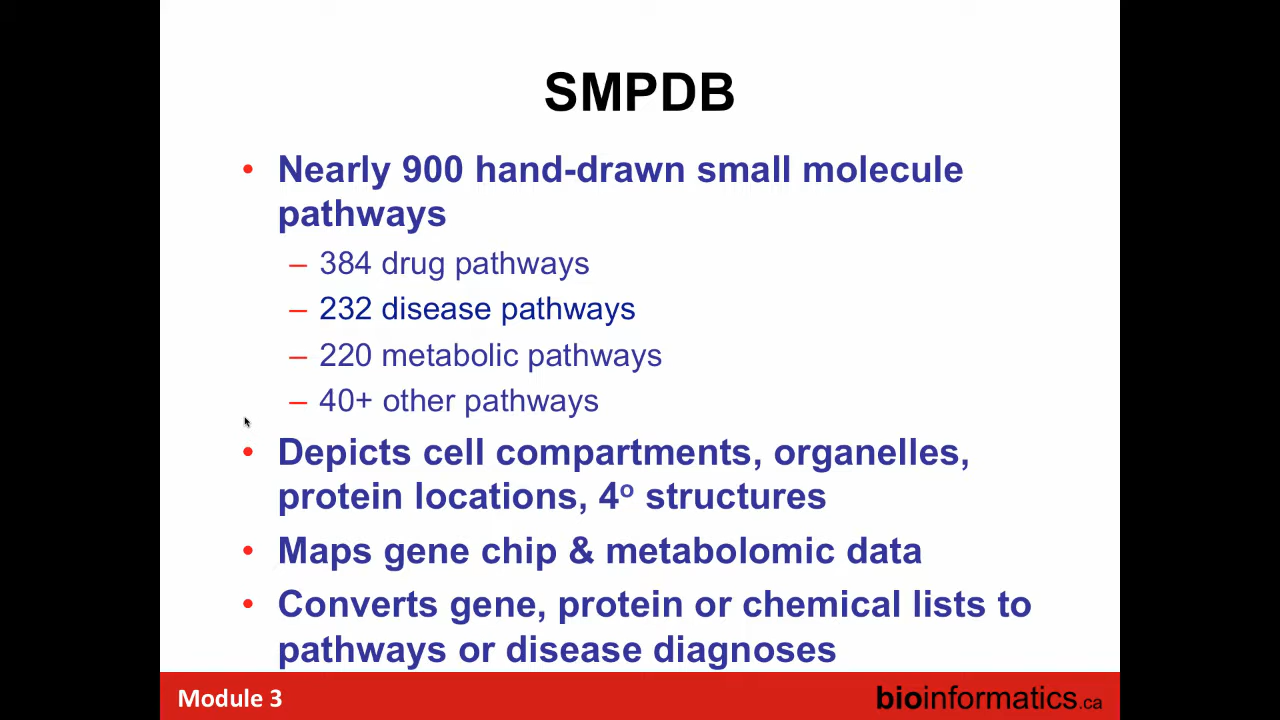 SMPDB
• Nearly 900 hand-drawn small molecule
pathways
– 384 drug pathways
– 232 disease pathways
– 220 metabolic pathways
– 40+ other pathways
• Depicts cell compartments, organelles,
protein locations, 4º structures
• Maps gene chip & metabolomic data
• Converts gene, protein or chemical lists to
pathways or disease diagnoses
Module 3
bioinformatics.ca